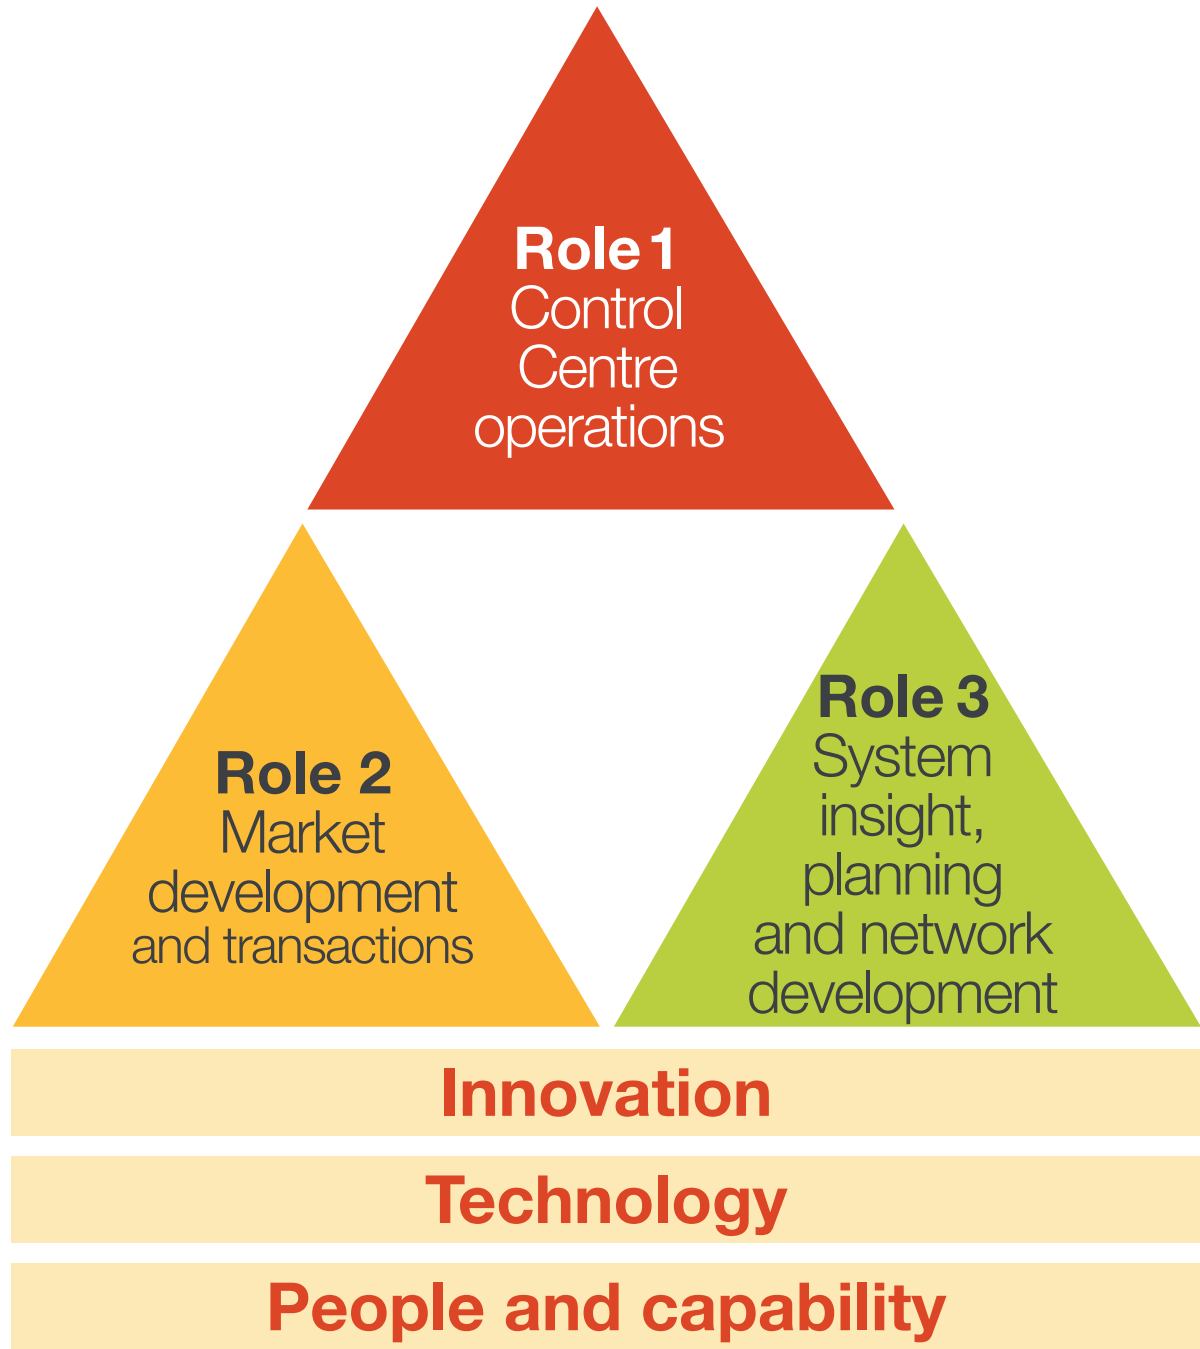 Role 1
Control
Centre
operations
Role 2
Market
development
and transactions
Role 3
System
insight,
planning
and network
development
Innovation
Technology
People and capability